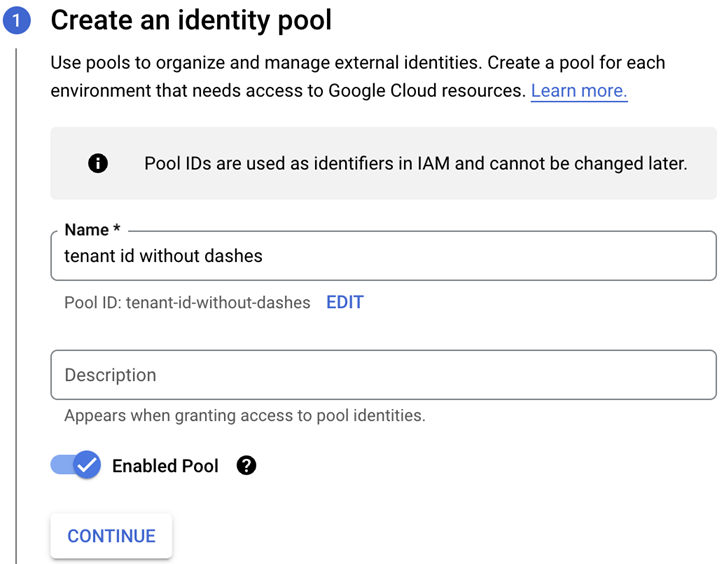 1 Create an identity pool
Use pools to organize and manage external identities. Create a pool for each
environment that needs access to Google Cloud resources. Learn more.
Pool IDs are used as identifiers in IAM and cannot be changed later.
Name *
tenant id without dashes
Pool ID: tenant-id-without-dashes EDIT
Description
Appears when granting access to pool identities.
Enabled Pool
CONTINUE